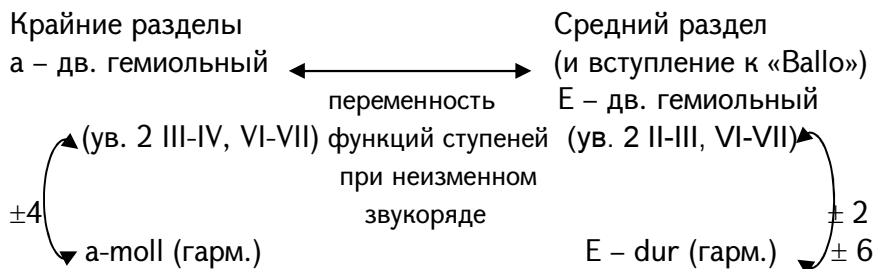 Крайние разделы
а – дв. гемиольный
Средний раздел
(и вступление к «Ballo»)
Е – дв. гемиольный
переменность
функций ступеней
при неизменном
звукоряде
(ув. 2 III-IV, VI-VII)
(ув. 2 II-III, VI-VII)
±4
± 2
± 6
a-moll (гарм.)
E – dur (гарм.)